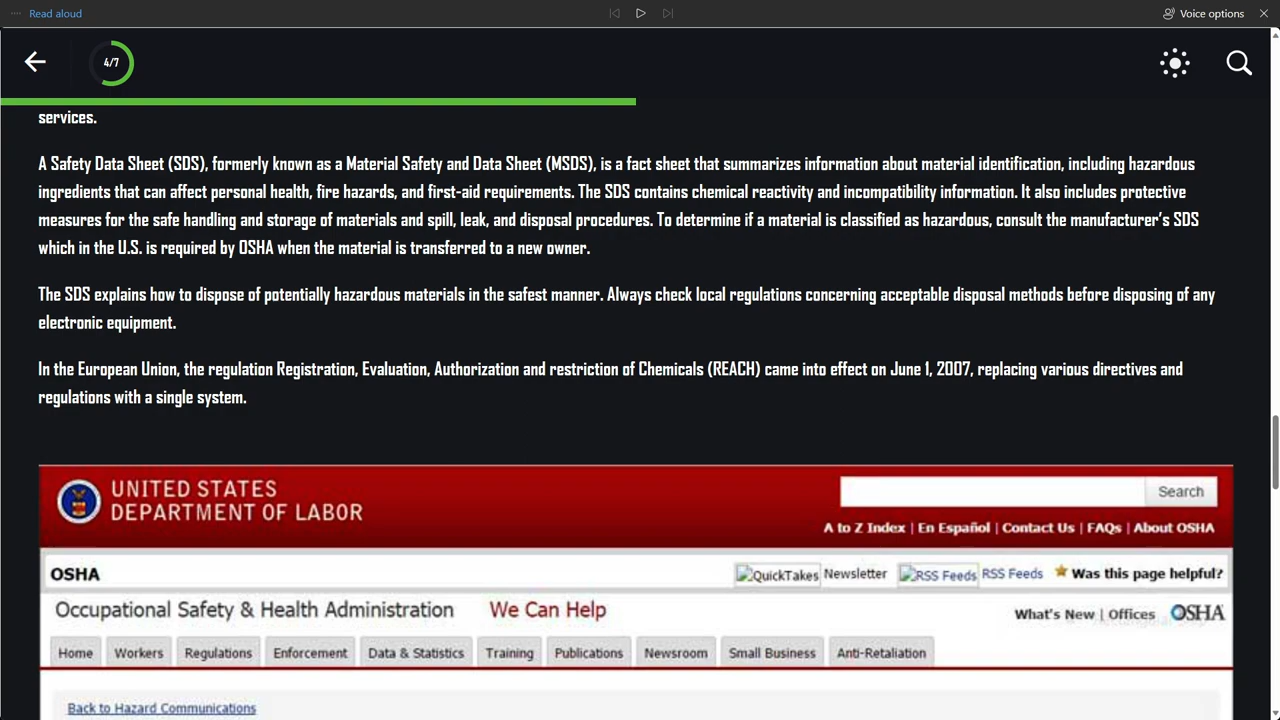 Read aloud
Voice options
4/7
services.
A Safety Data Sheet (SDS), formerly known as a Material Safety and Data Sheet (MSDS), is a fact sheet that summarizes information about material identification, including hazardous
ingredients that can affect personal health, fire hazards, and first-aid requirements. The SDS contains chemical reactivity and incompatibility information. It also includes protective
measures for the safe handling and storage of materials and spill, leak, and disposal procedures. To determine if a material is classified as hazardous, consult the manufacturer's SDS
which in the U.S. is required by OSHA when the material is transferred to a new owner.
The SDS explains how to dispose of potentially hazardous materials in the safest manner. Always check local regulations concerning acceptable disposal methods before disposing of any
electronic equipment.
In the European Union, the regulation Registration, Evaluation, Authorization and restriction of Chemicals (REACH) came into effect on June 1, 2007, replacing various directives and
regulations with a single system.
UNITED STATES
DEPARTMENT OF LABOR
Search
A to Z Index | En Español | Contact Us | FAQs | About OSHA
OSHA
QuickTakes Newsletter RSS Feeds RSS Feeds Was this page helpful?
Occupational Safety & Health Administration We Can Help
What's New | Offices OSHA
Home Workers Regulations Enforcement Data & Statistics Training Publications Newsroom Small Business Anti-Retaliation
Back to Hazard Communications